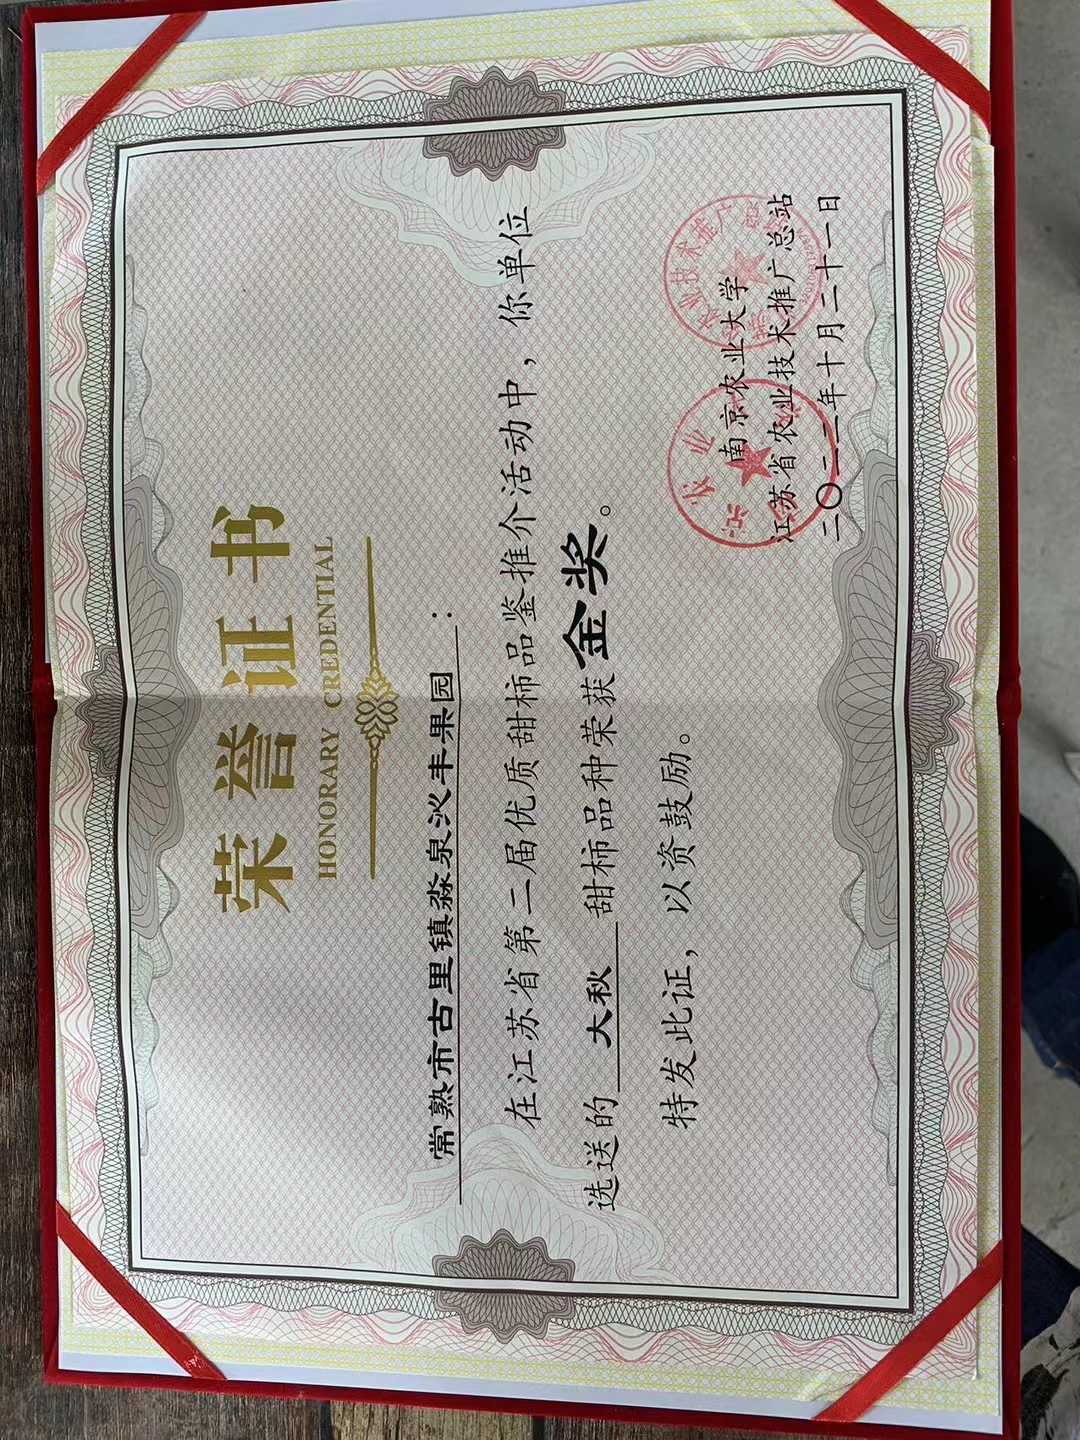 荣誉证书
HONORARY CREDENTIAL
常熟市古里镇淼泉沁丰果园：
在江苏省第二届优质甜柿品鉴推介活动中，你单位
选送的 大秋 甜柿品种荣获 金奖。
特发此证，以资鼓励。
南京农业大学
江苏省农业技术推广总站
二〇二二年十月二十一日